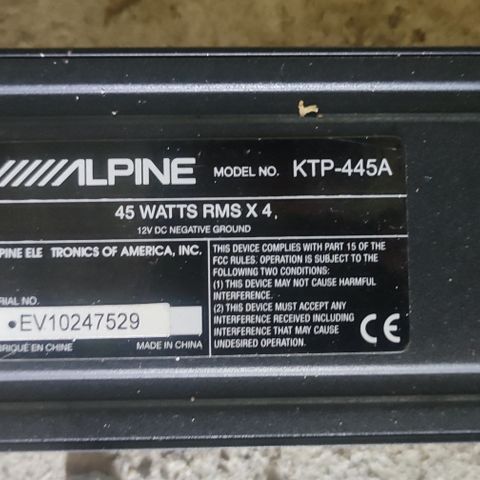 /////ALPINE MODEL NO. KTP-445A
45 WATTS RMS X 4
12V DC NEGATIVE GROUND
PINE ELE TRONICS OF AMERICA, INC.
RIAL NO.
•EV10247529
RIQUÉ EN CHINE MADE IN CHINA
THIS DEVICE COMPLIES WITH PART 15 OF THE
FCC RULES. OPERATION IS SUBJECT TO THE
FOLLOWING TWO CONDITIONS:
(1) THIS DEVICE MAY NOT CAUSE HARMFUL
INTERFERENCE, AND
(2) THIS DEVICE MUST ACCEPT ANY
INTERFERENCE RECEIVED INCLUDING
INTERFERENCE THAT MAY CAUSE
UNDESIRED OPERATION.
CE